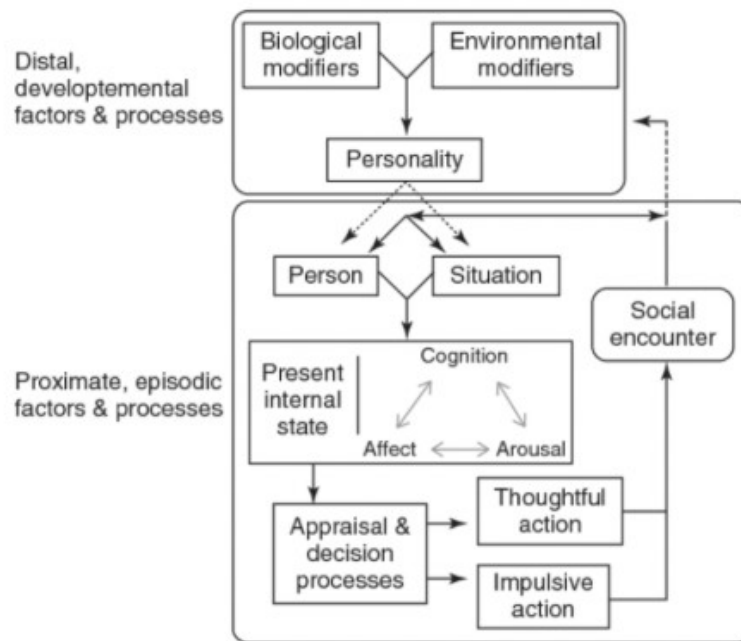 Distal,
developtemental
factors & processes
Biological
modifiers
Environmental
modifiers
Personality
Person
Situation
Social
encounter
Proximate, episodic
factors & processes
Present
internal
state
Cognition
Affect
Arousal
Appraisal &
decision
processes
Thoughtful
action
Impulsive
action